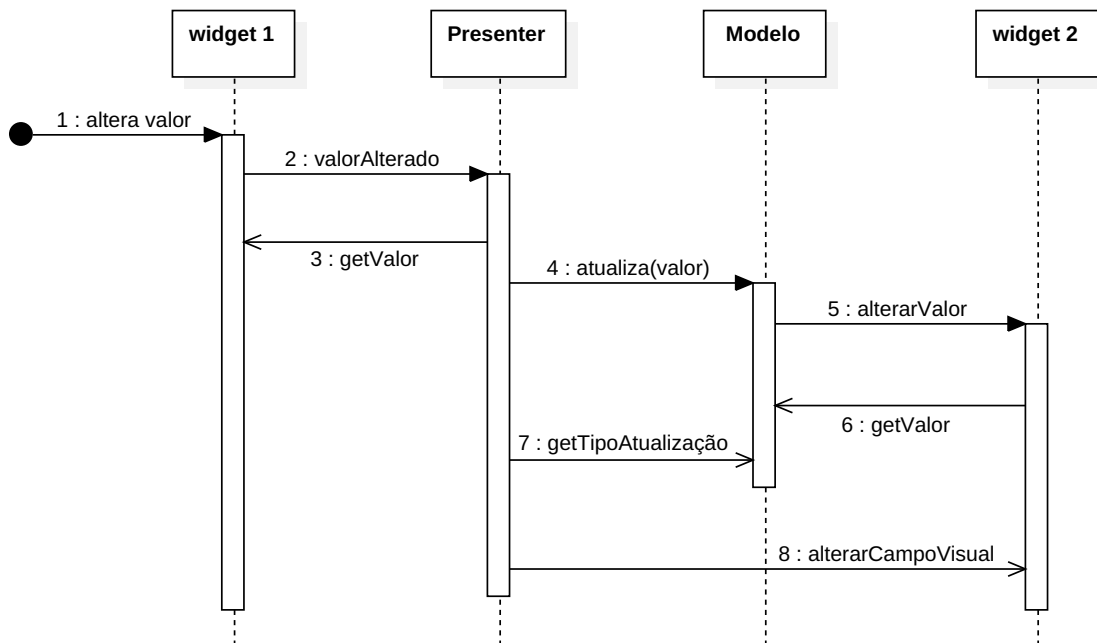 widget 1
Presenter
Modelo
widget 2
1 : altera valor
2 : valorAlterado
3 : getValor
4 : atualiza(valor)
5 : alterarValor
6 : getValor
7 : getTipoAtualização
8 : alterarCampoVisual